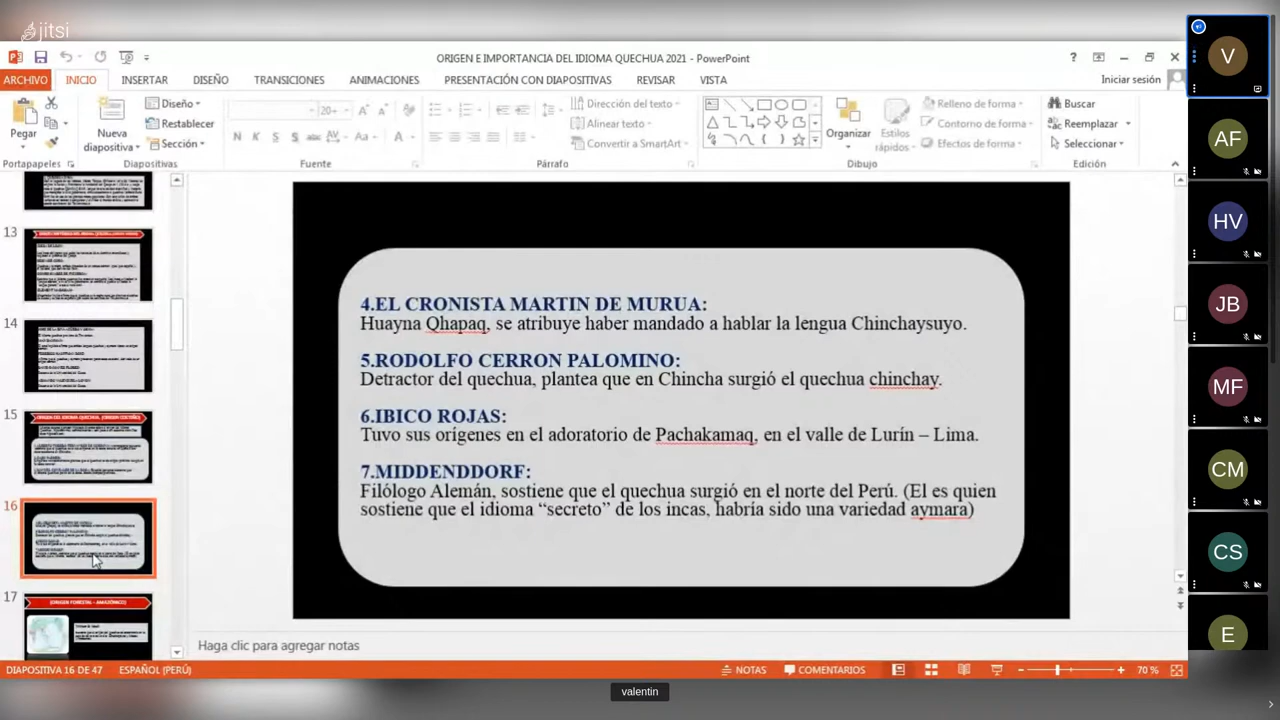 jitsi
ORIGEN E IMPORTANCIA DEL IDIOMA QUECHUA 2021 - PowerPoint
ARCHIVO INICIO INSERTAR DISEÑO TRANSICIONES ANIMACIONES PRESENTACIÓN CON DIAPOSITIVAS REVISAR VISTA Iniciar sesión
Pegar
Nueva diapositiva
Diseño
Restablecer
Sección
20
Dirección del texto
Alinear texto
Convertir a SmartArt
Organizar
Estilos rápidos
Relleno de forma
Contorno de forma
Efectos de forma
Buscar
Reemplazar
Seleccionar
Portapapeles Diapositivas Fuente Párrafo Dibujo Edición
13
14
15
16
17
(ORIGEN FORESTAL - AMAZÓNICO)
4.EL CRONISTA MARTIN DE MURUA:
Huayna Qhapaq, se atribuye haber mandado a hablar la lengua Chinchaysuyo.
5.RODOLFO CERRON PALOMINO:
Detractor del quechua, plantea que en Chincha surgió el quechua chinchay.
6.IBICO ROJAS:
Tuvo sus orígenes en el adoratorio de Pachakamaq, en el valle de Lurín – Lima.
7.MIDDENDDORF:
Filólogo Alemán, sostiene que el quechua surgió en el norte del Perú. (El es quien
sostiene que el idioma “secreto” de los incas, habría sido una variedad aymara)
Haga clic para agregar notas
DIAPOSITIVA 16 DE 47 ESPAÑOL (PERÚ) NOTAS COMENTARIOS 70 %
valentin
V
AF
HV
JB
MF
CM
CS
E